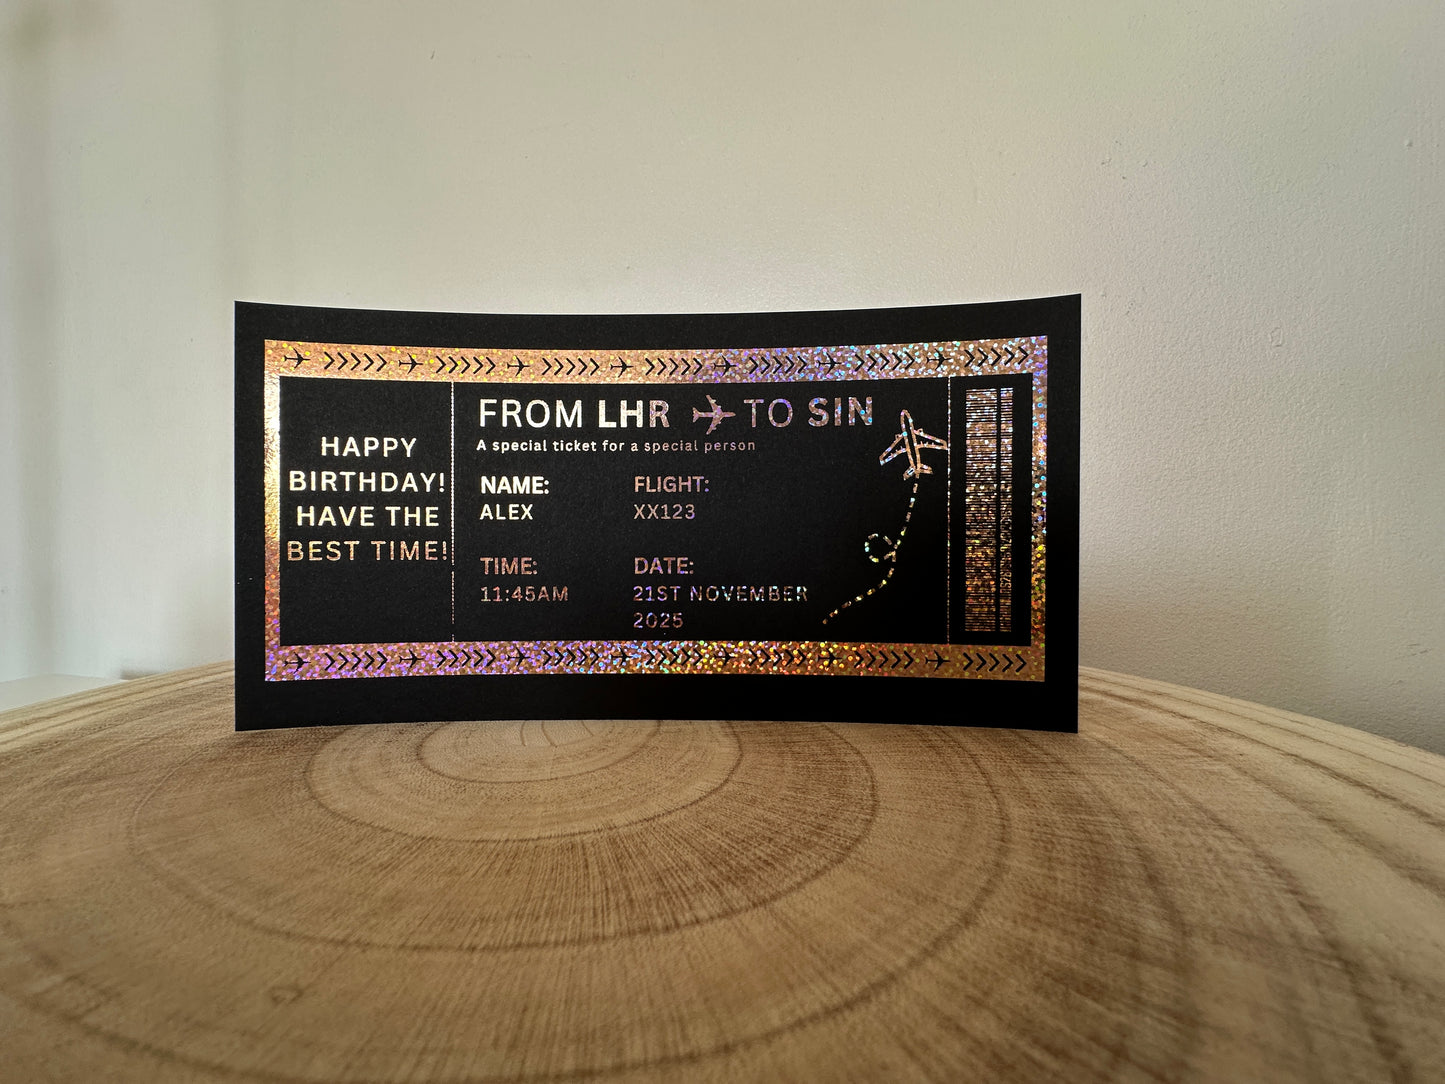 HAPPY
BIRTHDAY!
HAVE THE
BEST TIME!
FROM LHR TO SIN
A special ticket for a special person
NAME:
ALEX
FLIGHT:
XX123
TIME:
11:45AM
DATE:
21ST NOVEMBER
2025